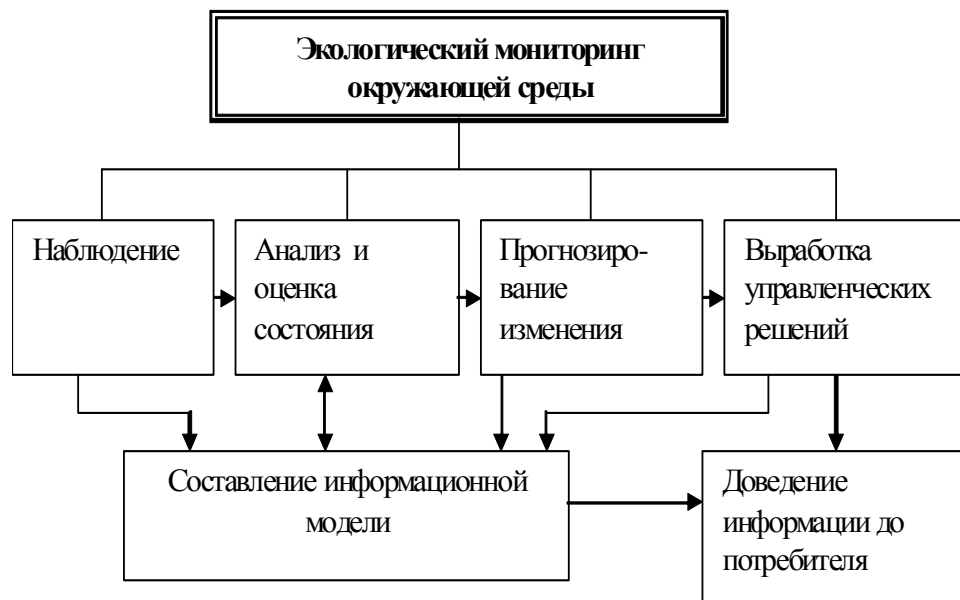 Экологический мониторинг
окружающей среды
Наблюдение
Анализ и
оценка
состояния
Прогнозиро-
вание
изменения
Выработка
управленческих
решений
Составление информационной
модели
Доведение
информации до
потребителя